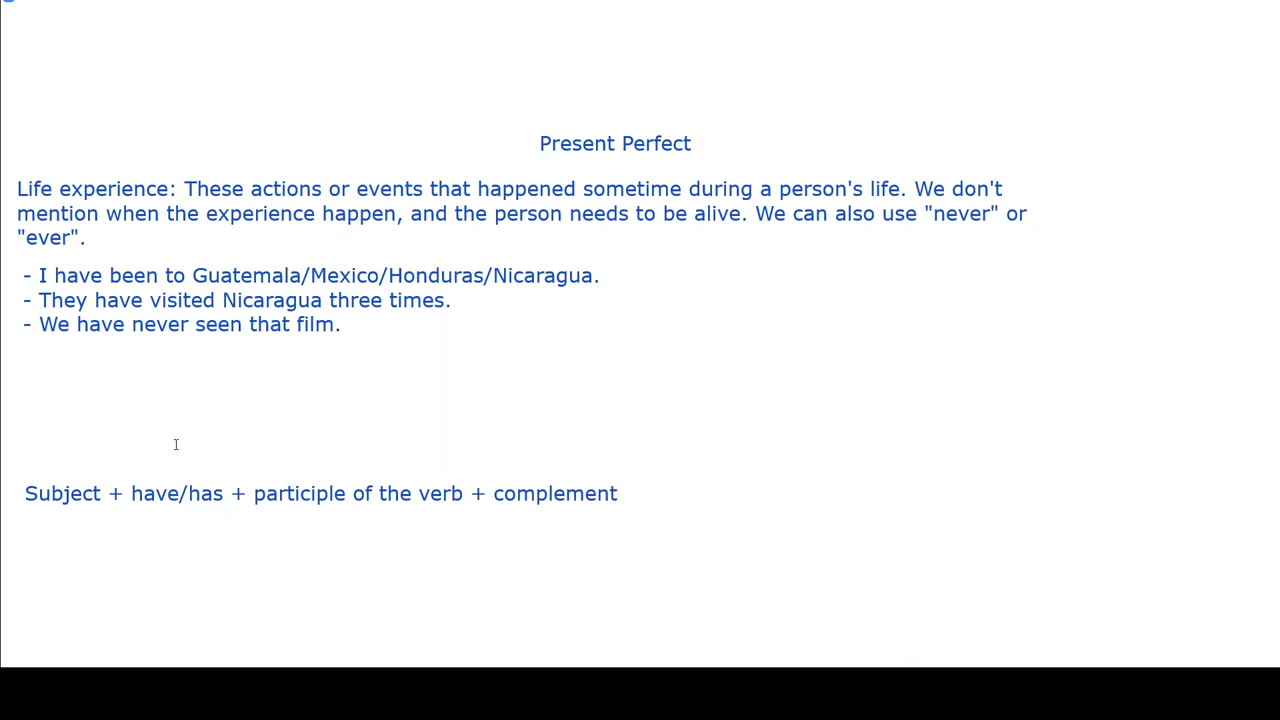 Present Perfect
Life experience: These actions or events that happened sometime during a person's life. We don't
mention when the experience happen, and the person needs to be alive. We can also use "never" or
"ever".
- I have been to Guatemala/Mexico/Honduras/Nicaragua.
- They have visited Nicaragua three times.
- We have never seen that film.
Subject + have/has + participle of the verb + complement